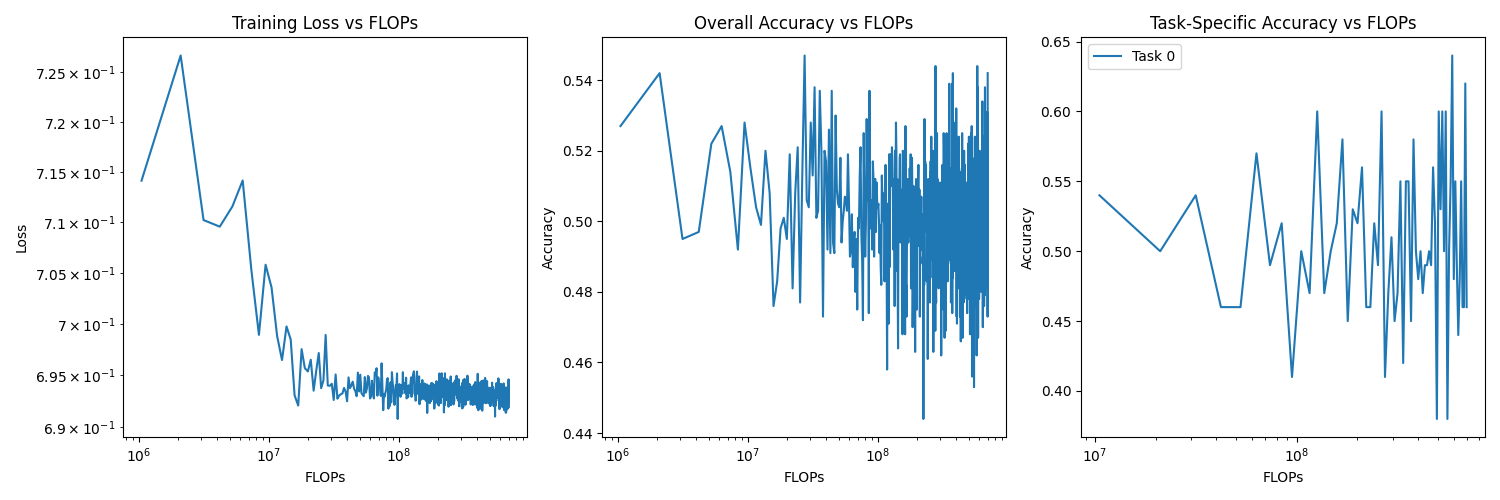 Training Loss vs FLOPs
7.25 × 10⁻¹
7.2 × 10⁻¹
7.15 × 10⁻¹
7.1 × 10⁻¹
7.05 × 10⁻¹
7 × 10⁻¹
6.95 × 10⁻¹
6.9 × 10⁻¹
Loss
10⁶ 10⁷ 10⁸
FLOPs
Overall Accuracy vs FLOPs
0.54
0.52
0.50
0.48
0.46
0.44
Accuracy
10⁶ 10⁷ 10⁸
FLOPs
Task-Specific Accuracy vs FLOPs
Task 0
0.65
0.60
0.55
0.50
0.45
0.40
Accuracy
10⁷ 10⁸
FLOPs